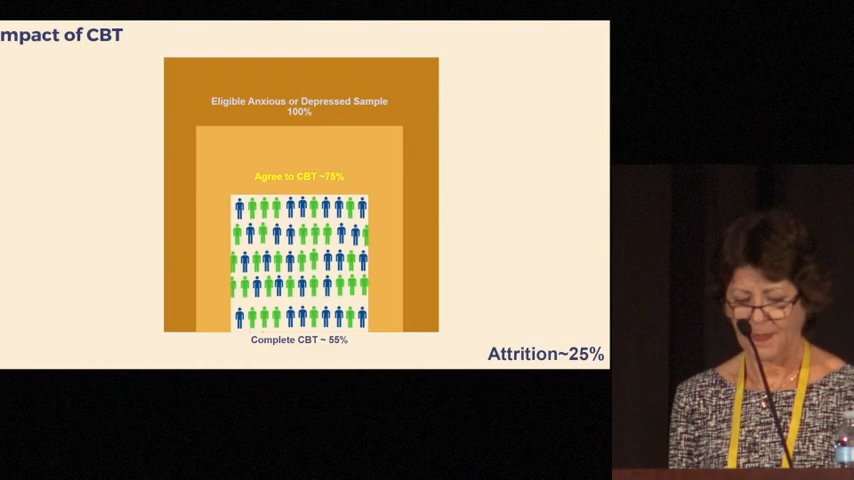 mpact of CBT
Eligible Anxious or Depressed Sample
100%
Agree to CBT ~75%
Complete CBT ~ 55%
Attrition~25%